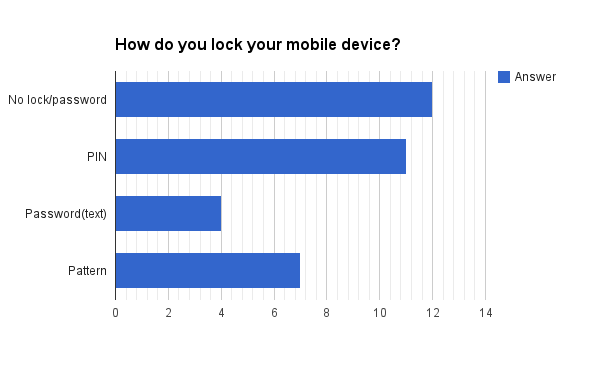 How do you lock your mobile device?
Answer
No lock/password
PIN
Password(text)
Pattern
0 2 4 6 8 10 12 14